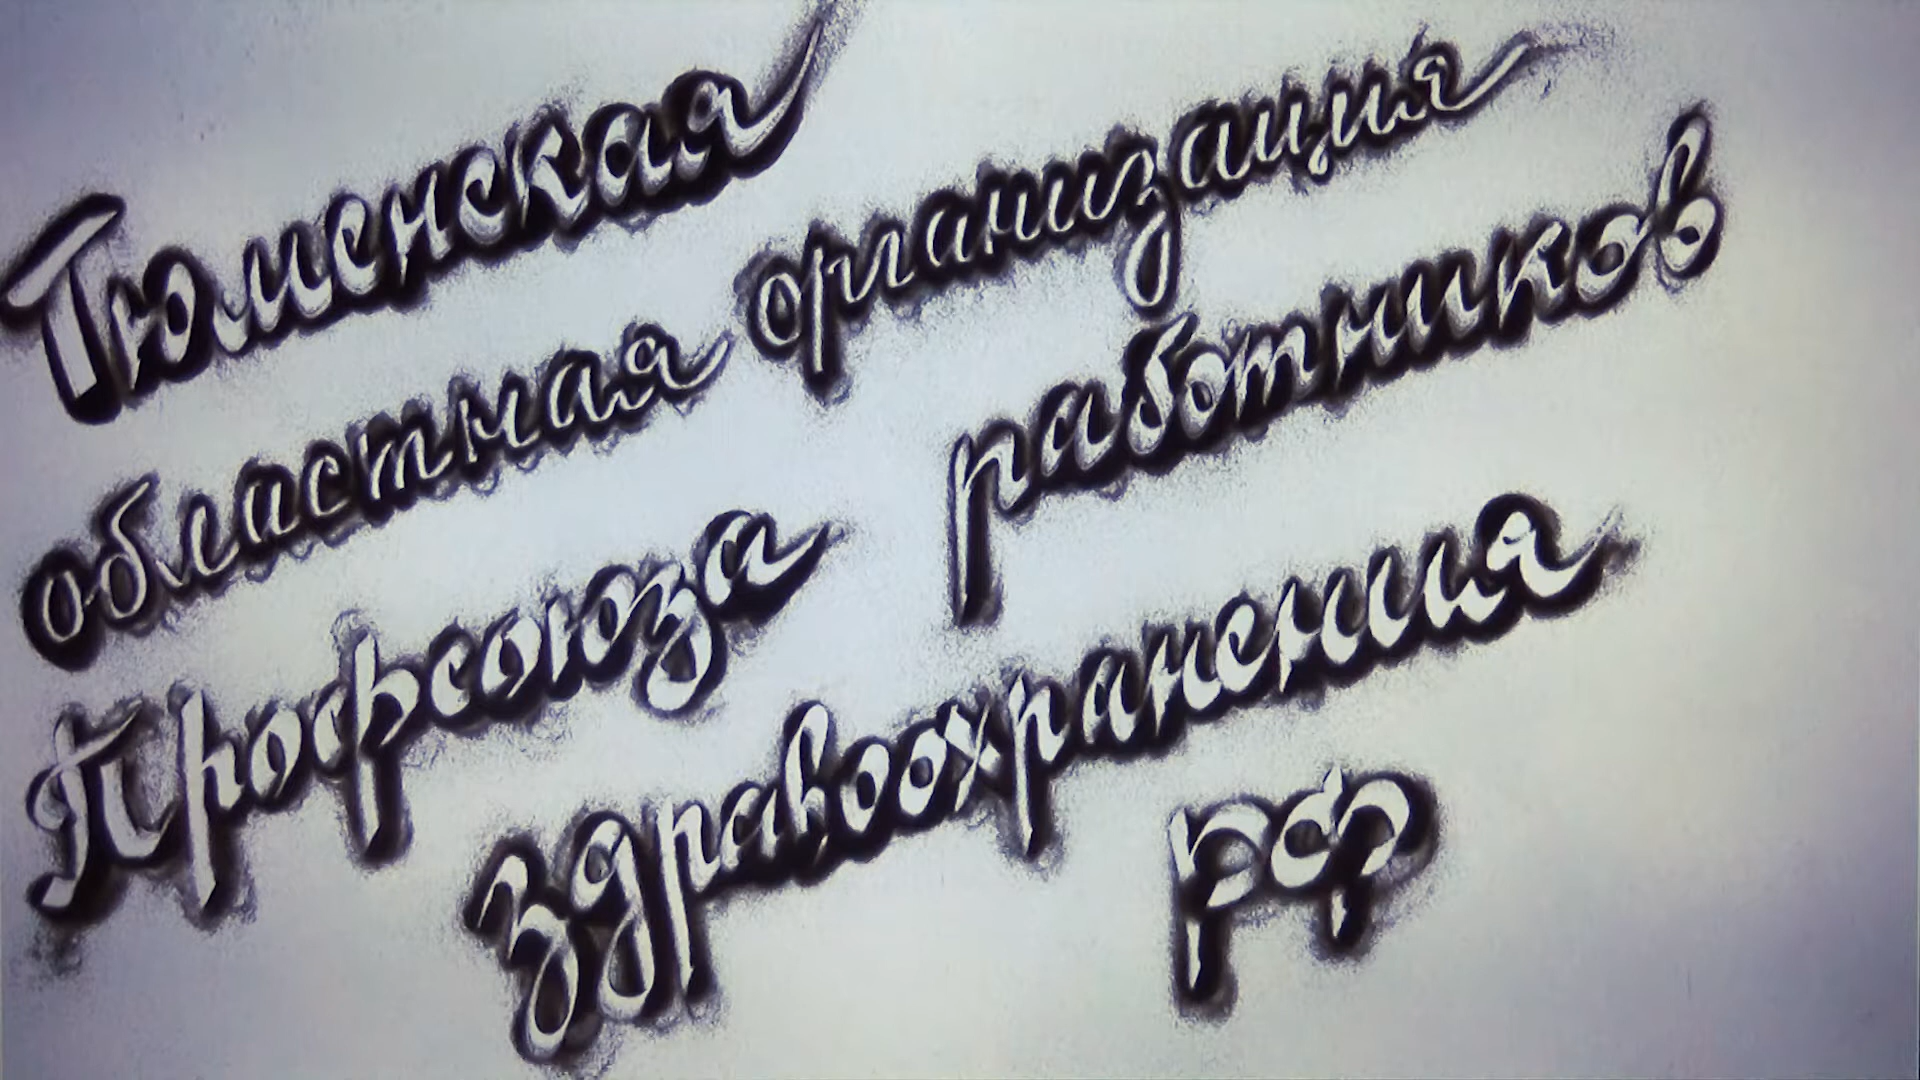 Тюменская
областная организация
Профсоюза работников
здравоохранения
РФ